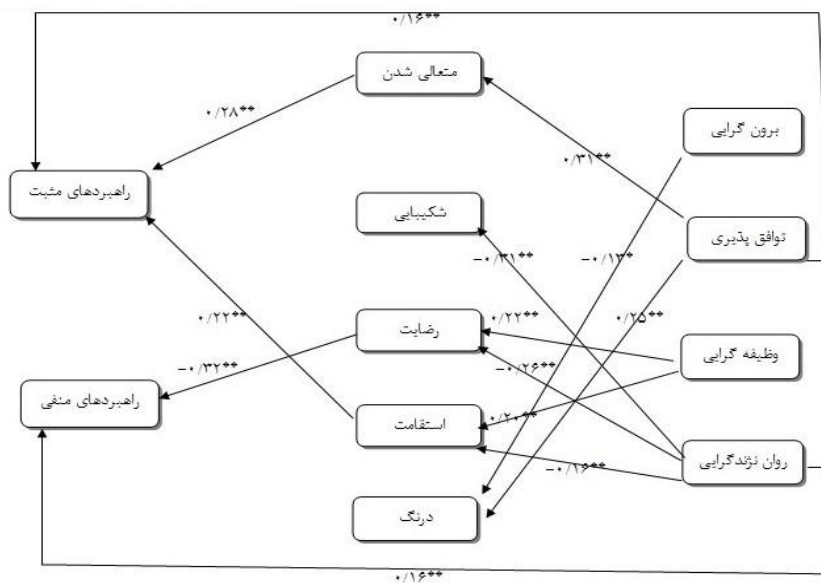 ۰/۱۶**
متعالی شدن
برون گرایی
۰/۲۸**
۰/۳۱**
راهبردهای مثبت
شکیبایی
توافق پذیری
-۰/۳۱**
-۰/۱۳*
۰/۲۲**
رضایت
۰/۲۲**
۰/۲۵**
وظیفه گرایی
-۰/۳۲**
-۰/۲۶**
راهبردهای منفی
استقامت
۰/۲۰**
روان نژندگرایی
-۰/۱۶**
درنگ
۰/۱۶**